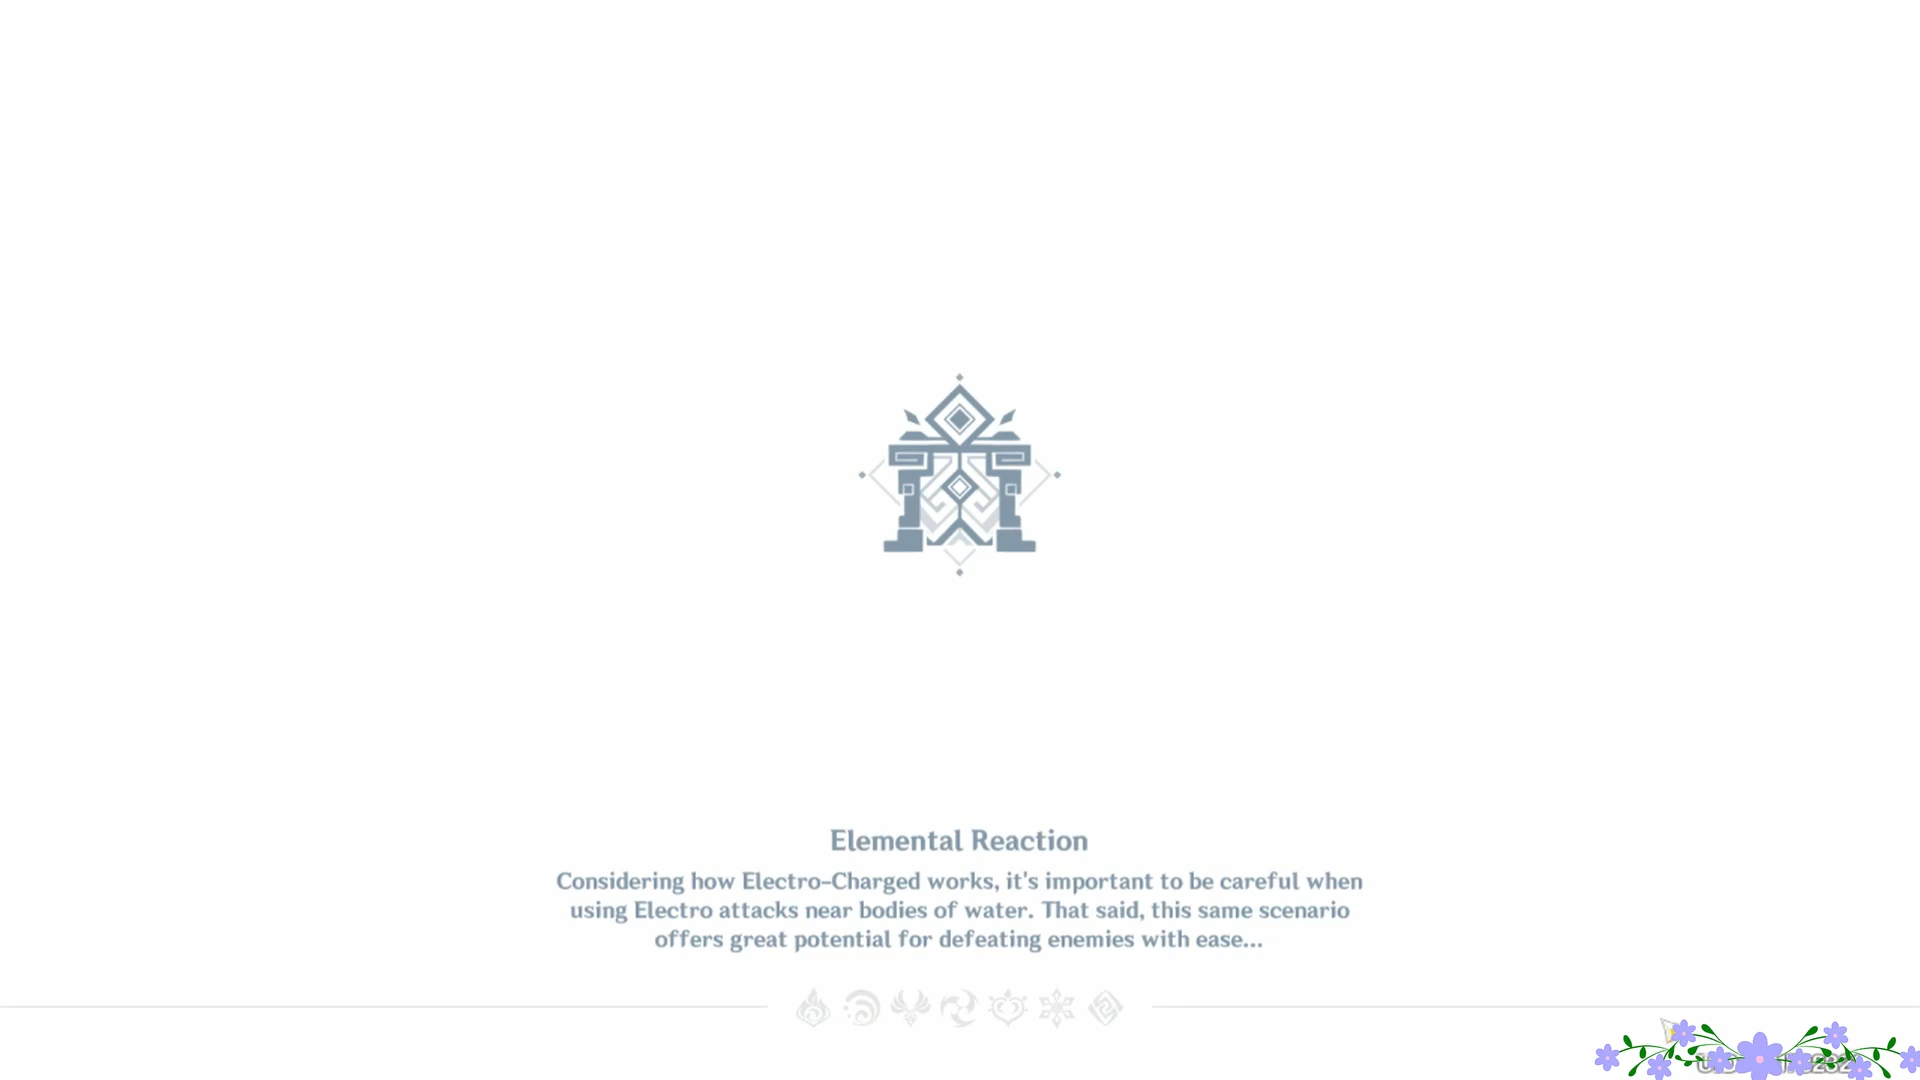 Elemental Reaction
Considering how Electro-Charged works, it's important to be careful when
using Electro attacks near bodies of water. That said, this same scenario
offers great potential for defeating enemies with ease...